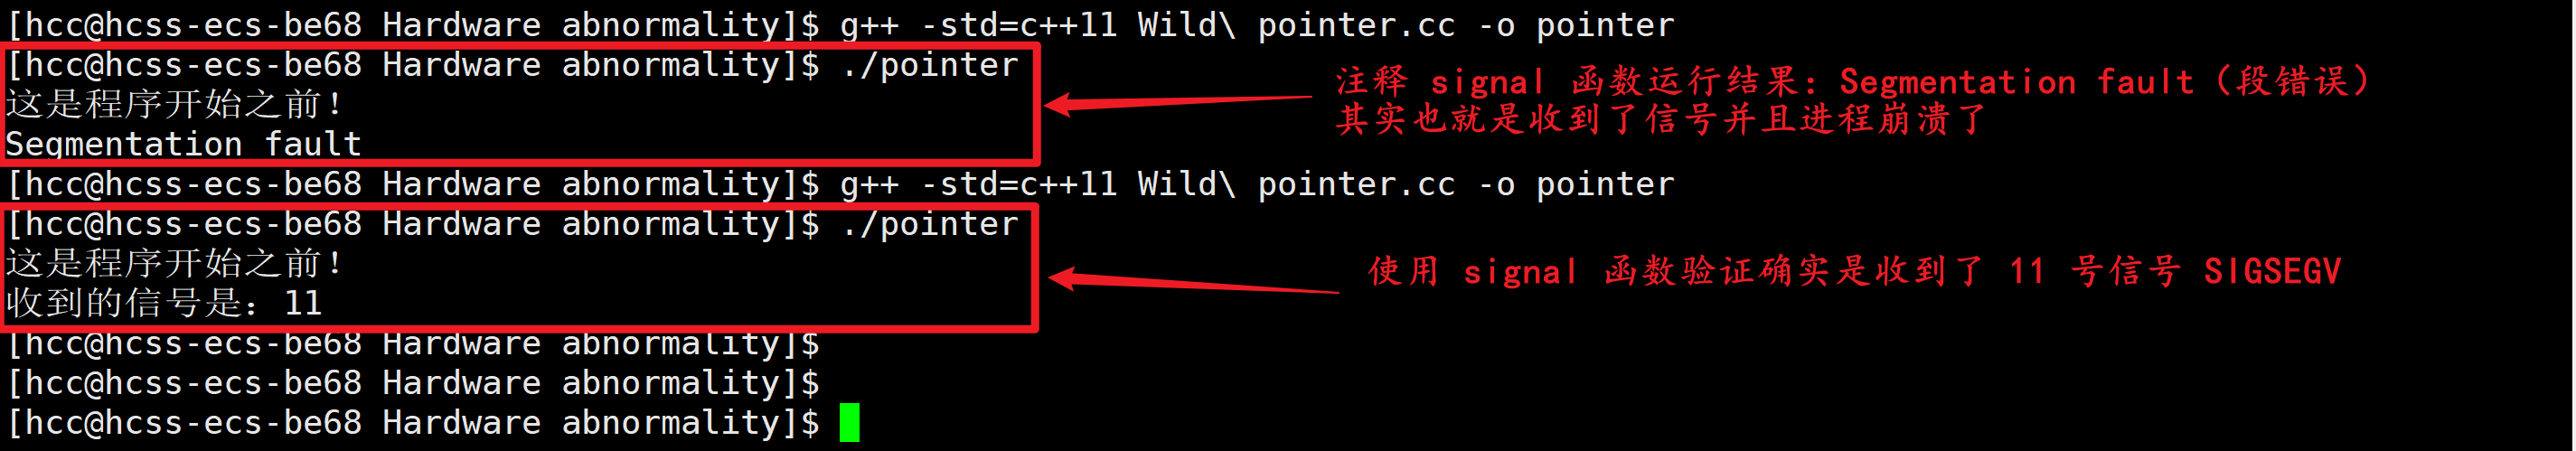 [hcc@hcss-ecs-be68 Hardware abnormality]$ g++ -std=c++11 Wild\ pointer.cc -o pointer
[hcc@hcss-ecs-be68 Hardware abnormality]$ ./pointer
这是程序开始之前！
Segmentation fault
注释 signal 函数运行结果：Segmentation fault（段错误）
其实也就是收到了信号并且进程崩溃了
[hcc@hcss-ecs-be68 Hardware abnormality]$ g++ -std=c++11 Wild\ pointer.cc -o pointer
[hcc@hcss-ecs-be68 Hardware abnormality]$ ./pointer
这是程序开始之前！
收到的信号是：11
使用 signal 函数验证确实是收到了 11 号信号 SIGSEGV
[hcc@hcss-ecs-be68 Hardware abnormality]$
[hcc@hcss-ecs-be68 Hardware abnormality]$
[hcc@hcss-ecs-be68 Hardware abnormality]$